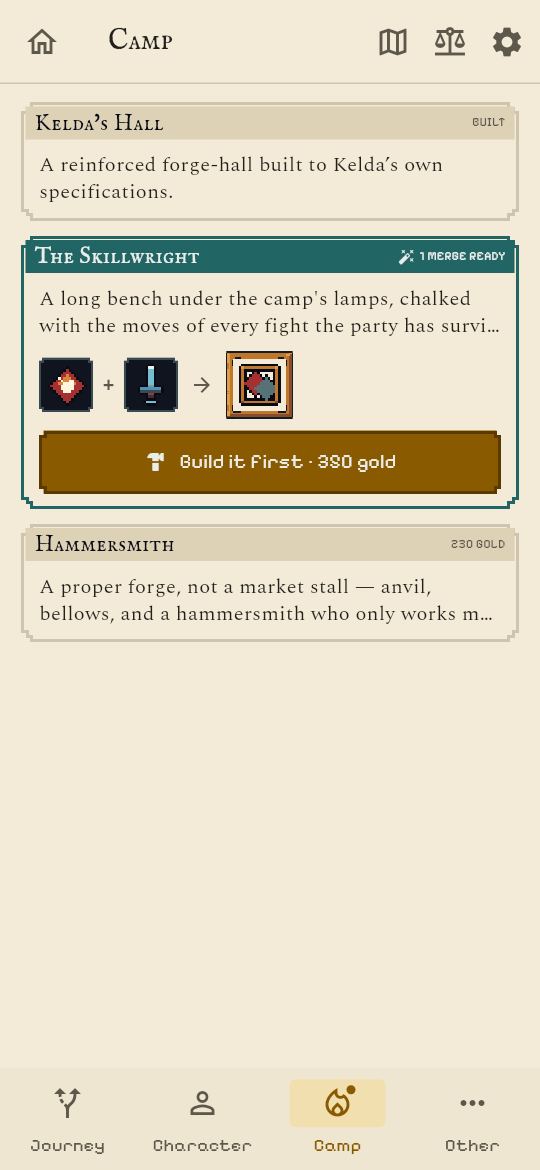 Camp
Kelda's Hall
BUILT
A reinforced forge-hall built to Kelda’s own
specifications.
The Skillwright
1 MERGE READY
A long bench under the camp's lamps, chalked
with the moves of every fight the party has survi…
+
Build it first · 380 gold
Hammersmith
230 GOLD
A proper forge, not a market stall — anvil,
bellows, and a hammersmith who only works m…
Journey
Character
Camp
Other